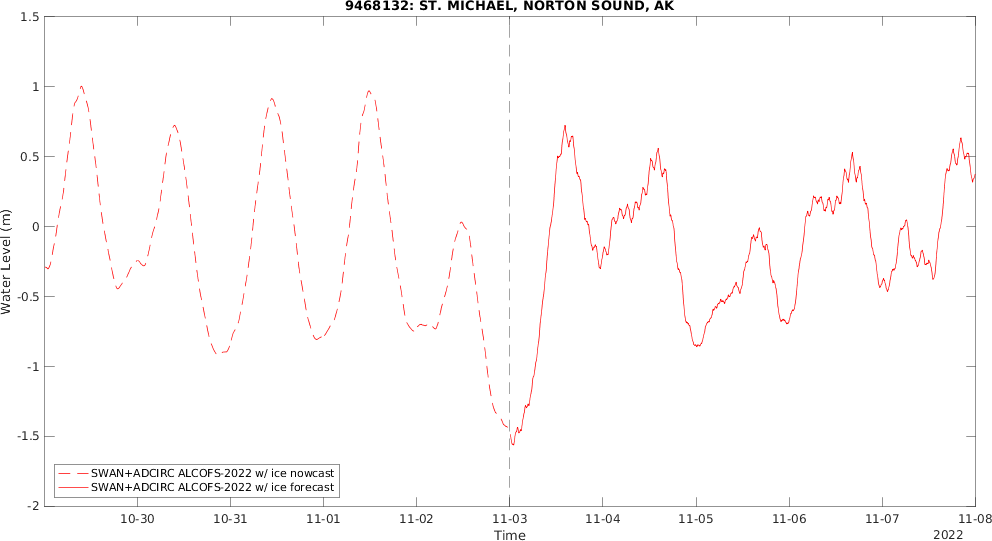 9468132: ST. MICHAEL, NORTON SOUND, AK
1.5
1
0.5
0
-0.5
-1
-1.5
-2
Water Level (m)
SWAN+ADCIRC ALCOFS-2022 w/ ice nowcast
SWAN+ADCIRC ALCOFS-2022 w/ ice forecast
10-30 10-31 11-01 11-02 11-03 11-04 11-05 11-06 11-07 11-08
Time
2022